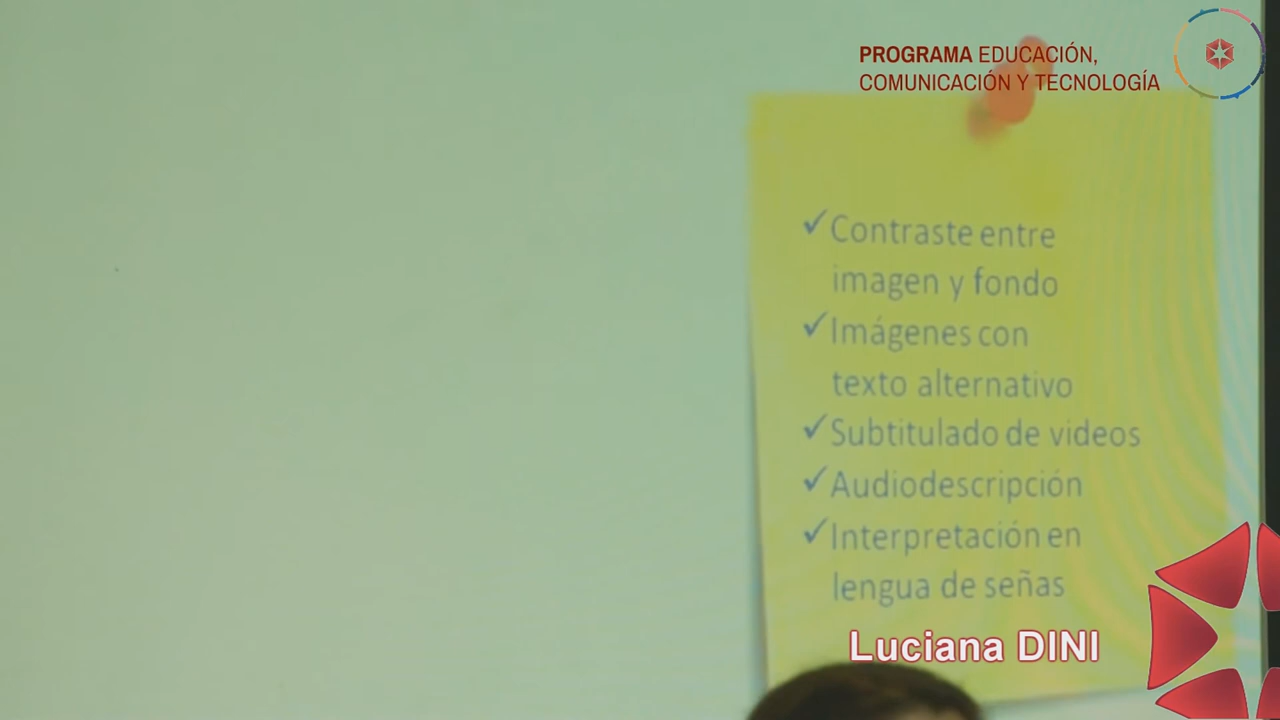 PROGRAMA EDUCACIÓN,
COMUNICACIÓN Y TECNOLOGÍA
✓Contraste entre
imagen y fondo
✓Imágenes con
texto alternativo
✓Subtitulado de videos
✓Audiodescripción
✓Interpretación en
lengua de señas
Luciana DINI